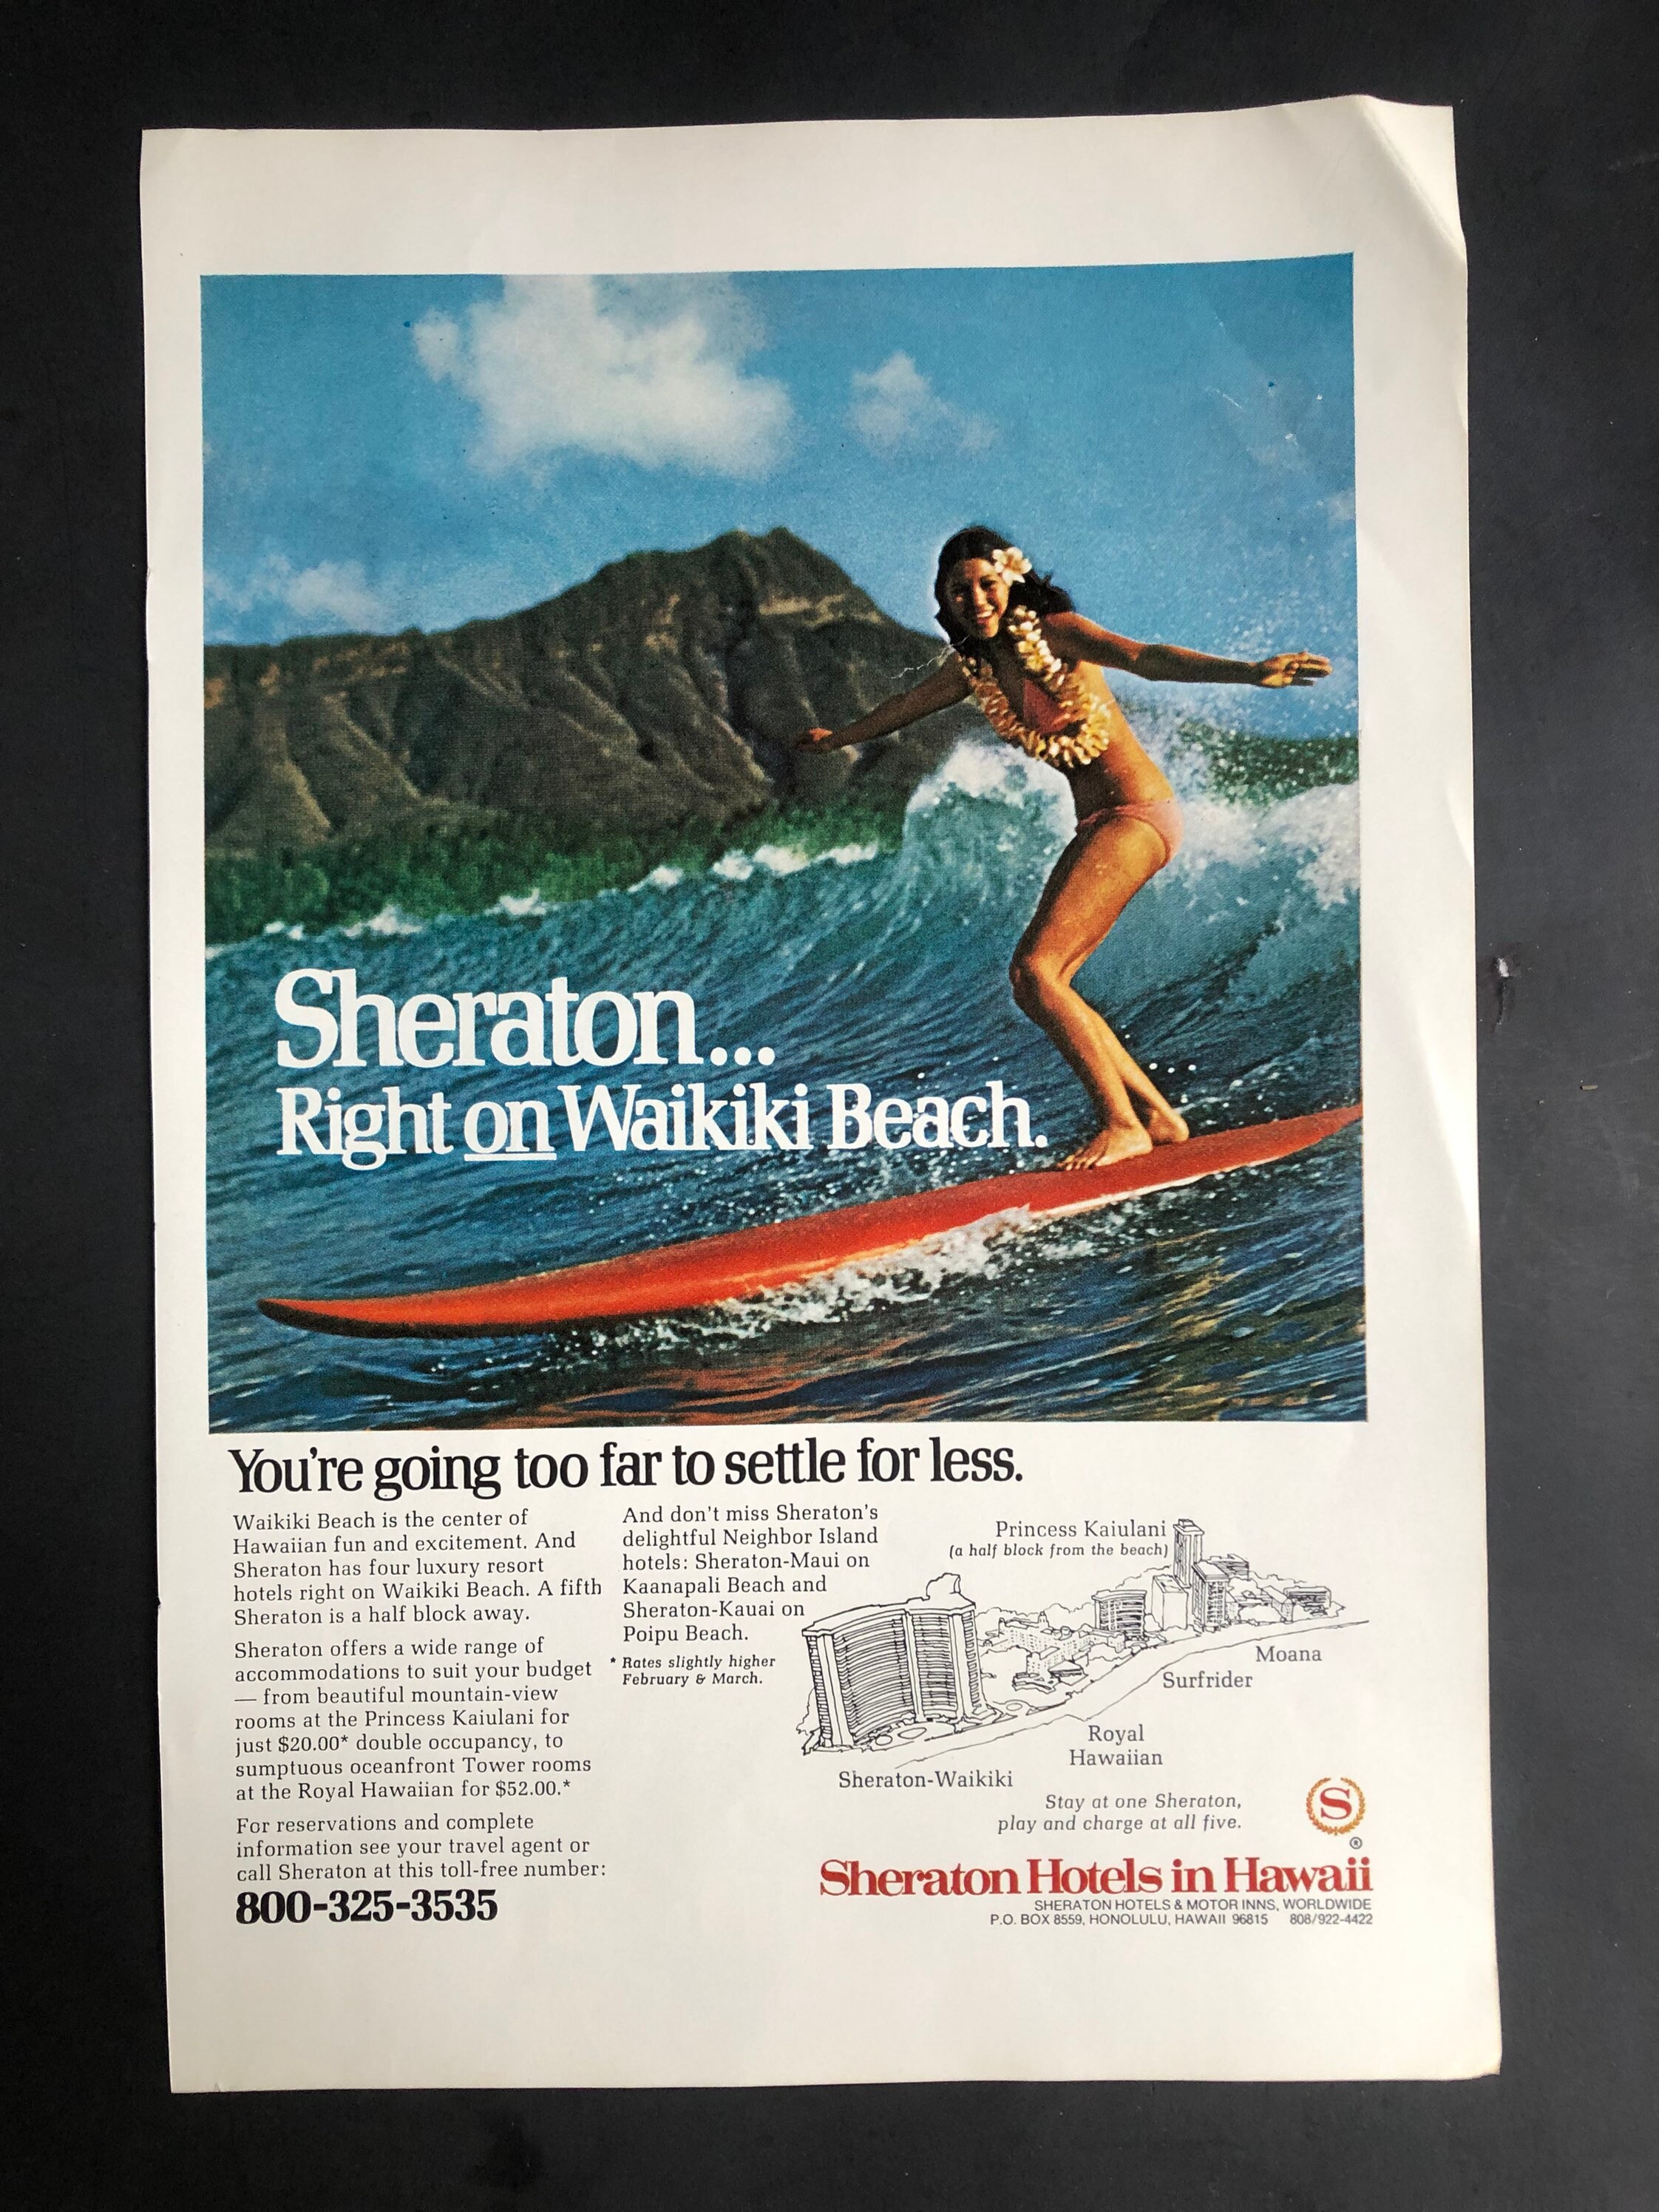 Sheraton...
Right on Waikiki Beach.
You're going too far to settle for less.
Waikiki Beach is the center of
Hawaiian fun and excitement. And
Sheraton has four luxury resort
hotels right on Waikiki Beach. A fifth
Sheraton is a half block away.
Sheraton offers a wide range of
accommodations to suit your budget
— from beautiful mountain-view
rooms at the Princess Kaiulani for
just $20.00* double occupancy, to
sumptuous oceanfront Tower rooms
at the Royal Hawaiian for $52.00.*
For reservations and complete
information see your travel agent or
call Sheraton at this toll-free number:
800-325-3535
And don't miss Sheraton's
delightful Neighbor Island
hotels: Sheraton-Maui on
Kaanapali Beach and
Sheraton-Kauai on
Poipu Beach.
* Rates slightly higher
February & March.
Princess Kaiulani
(a half block from the beach)
Moana
Surfrider
Royal
Hawaiian
Sheraton-Waikiki
Stay at one Sheraton,
play and charge at all five.
S
®
Sheraton Hotels in Hawaii
SHERATON HOTELS & MOTOR INNS, WORLDWIDE
P.O. BOX 8559, HONOLULU, HAWAII 96815 808/922-4422